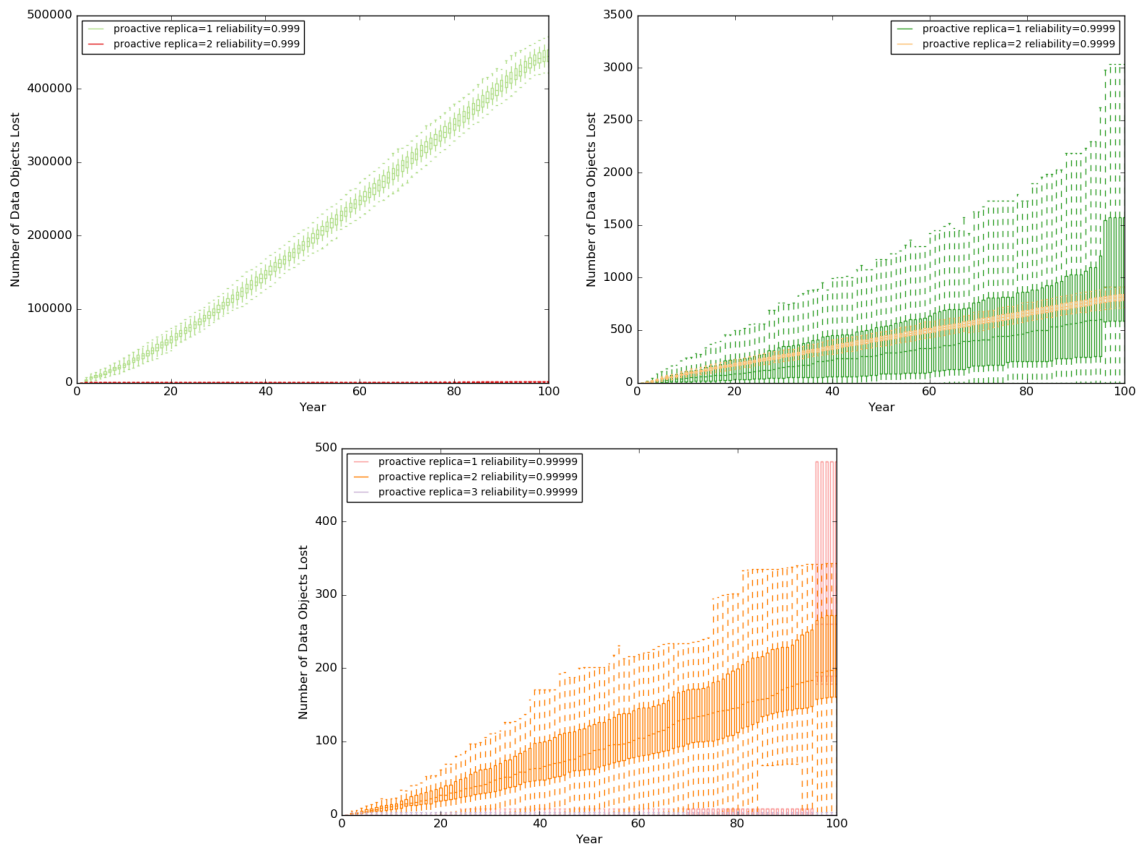 500000
400000
300000
200000
100000
0
Number of Data Objects Lost
proactive replica=1 reliability=0.999
proactive replica=2 reliability=0.999
0 20 40 60 80 100
Year
3500
3000
2500
2000
1500
1000
500
0
Number of Data Objects Lost
proactive replica=1 reliability=0.9999
proactive replica=2 reliability=0.9999
0 20 40 60 80 100
Year
500
400
300
200
100
0
Number of Data Objects Lost
proactive replica=1 reliability=0.99999
proactive replica=2 reliability=0.99999
proactive replica=3 reliability=0.99999
0 20 40 60 80 100
Year